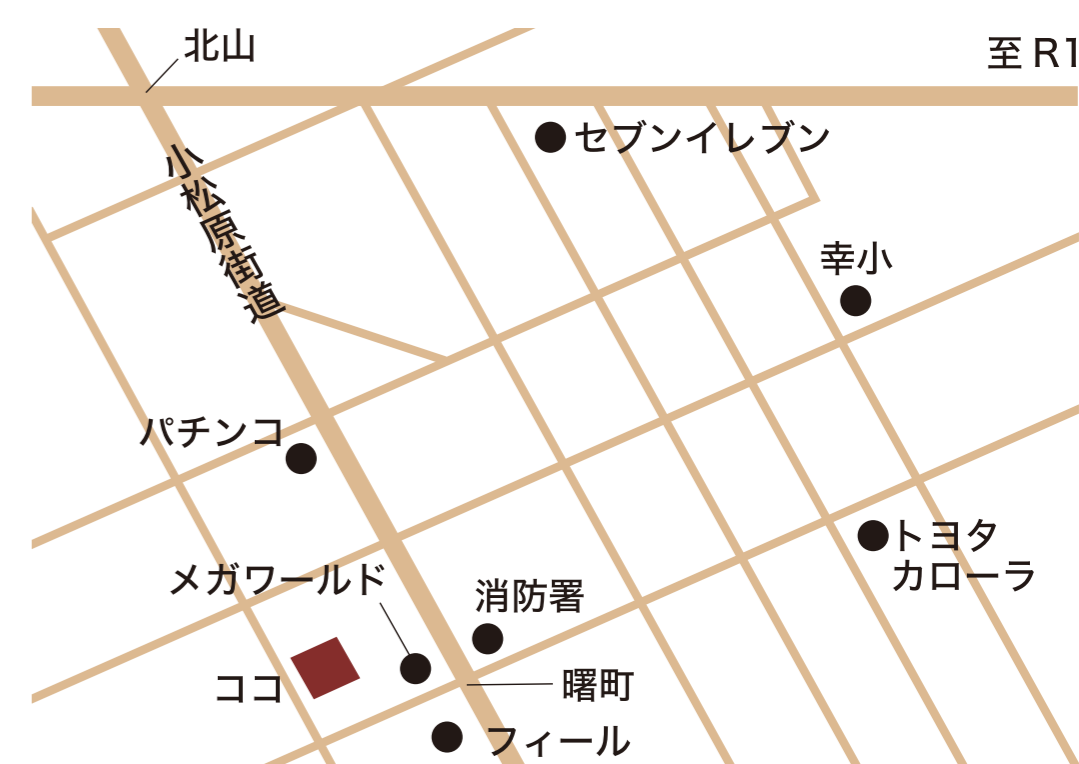 北山
至 R1
セブンイレブン
小松原街道
幸小
パチンコ
トヨタ
カローラ
メガワールド
消防署
ココ
曙町
フィール